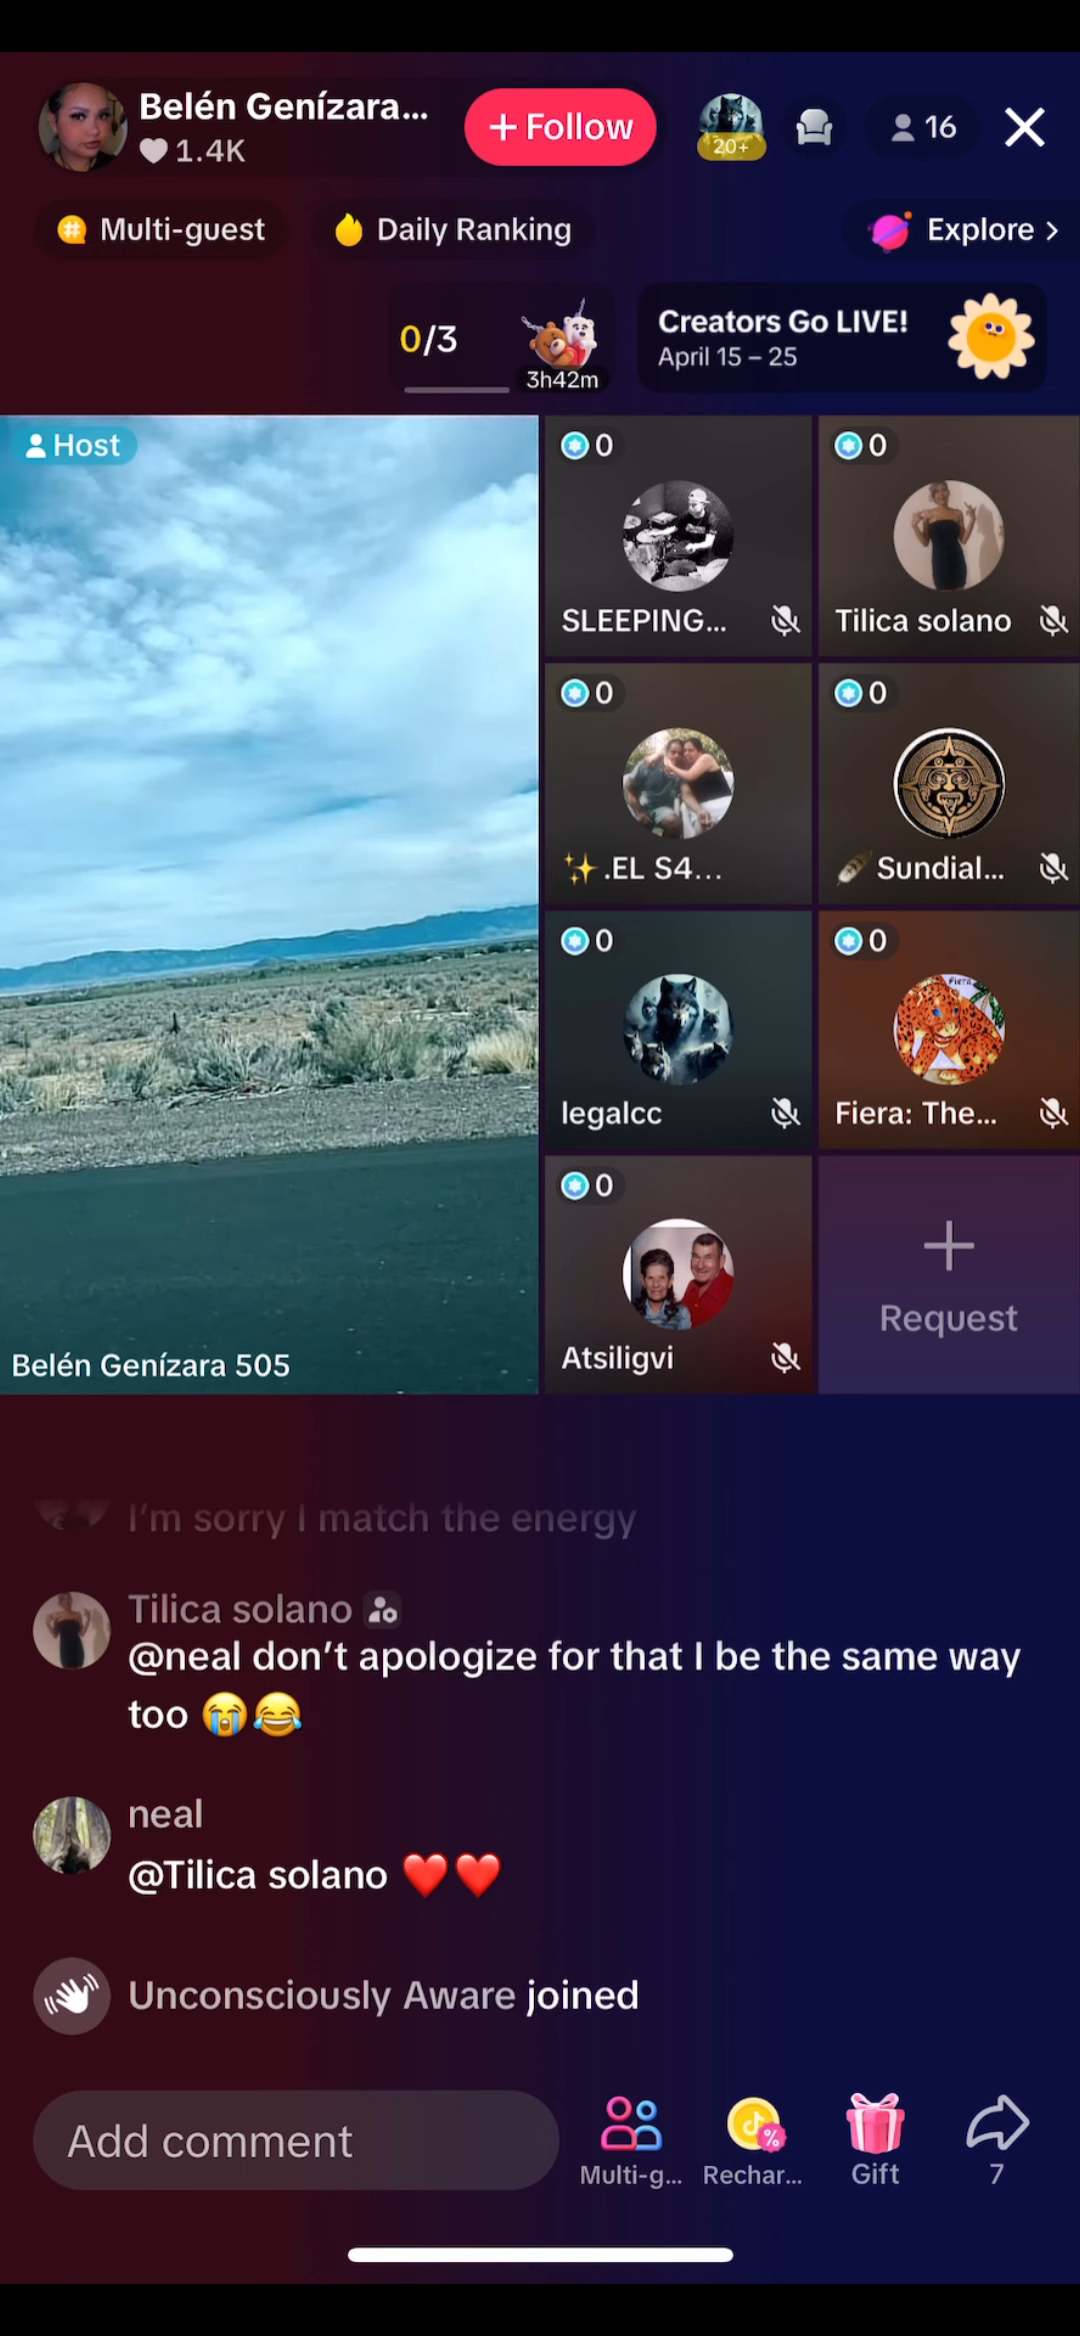 Belén Genízara...
1.4K
+ Follow
20+
16
Multi-guest
Daily Ranking
Explore >
0/3
3h42m
Creators Go LIVE!
April 15 – 25
Host
0
0
SLEEPING...
Tilica solano
0
0
✨.EL S4...
🪶Sundial...
0
0
Fiera
legalcc
Fiera: The...
0
Atsiligvi
Request
Belén Genízara 505
I'm sorry I match the energy
Tilica solano
@neal don't apologize for that I be the same way
too 😭😂
neal
@Tilica solano ❤️❤️
Unconsciously Aware joined
Add comment
Multi-g...
Rechar...
Gift
7